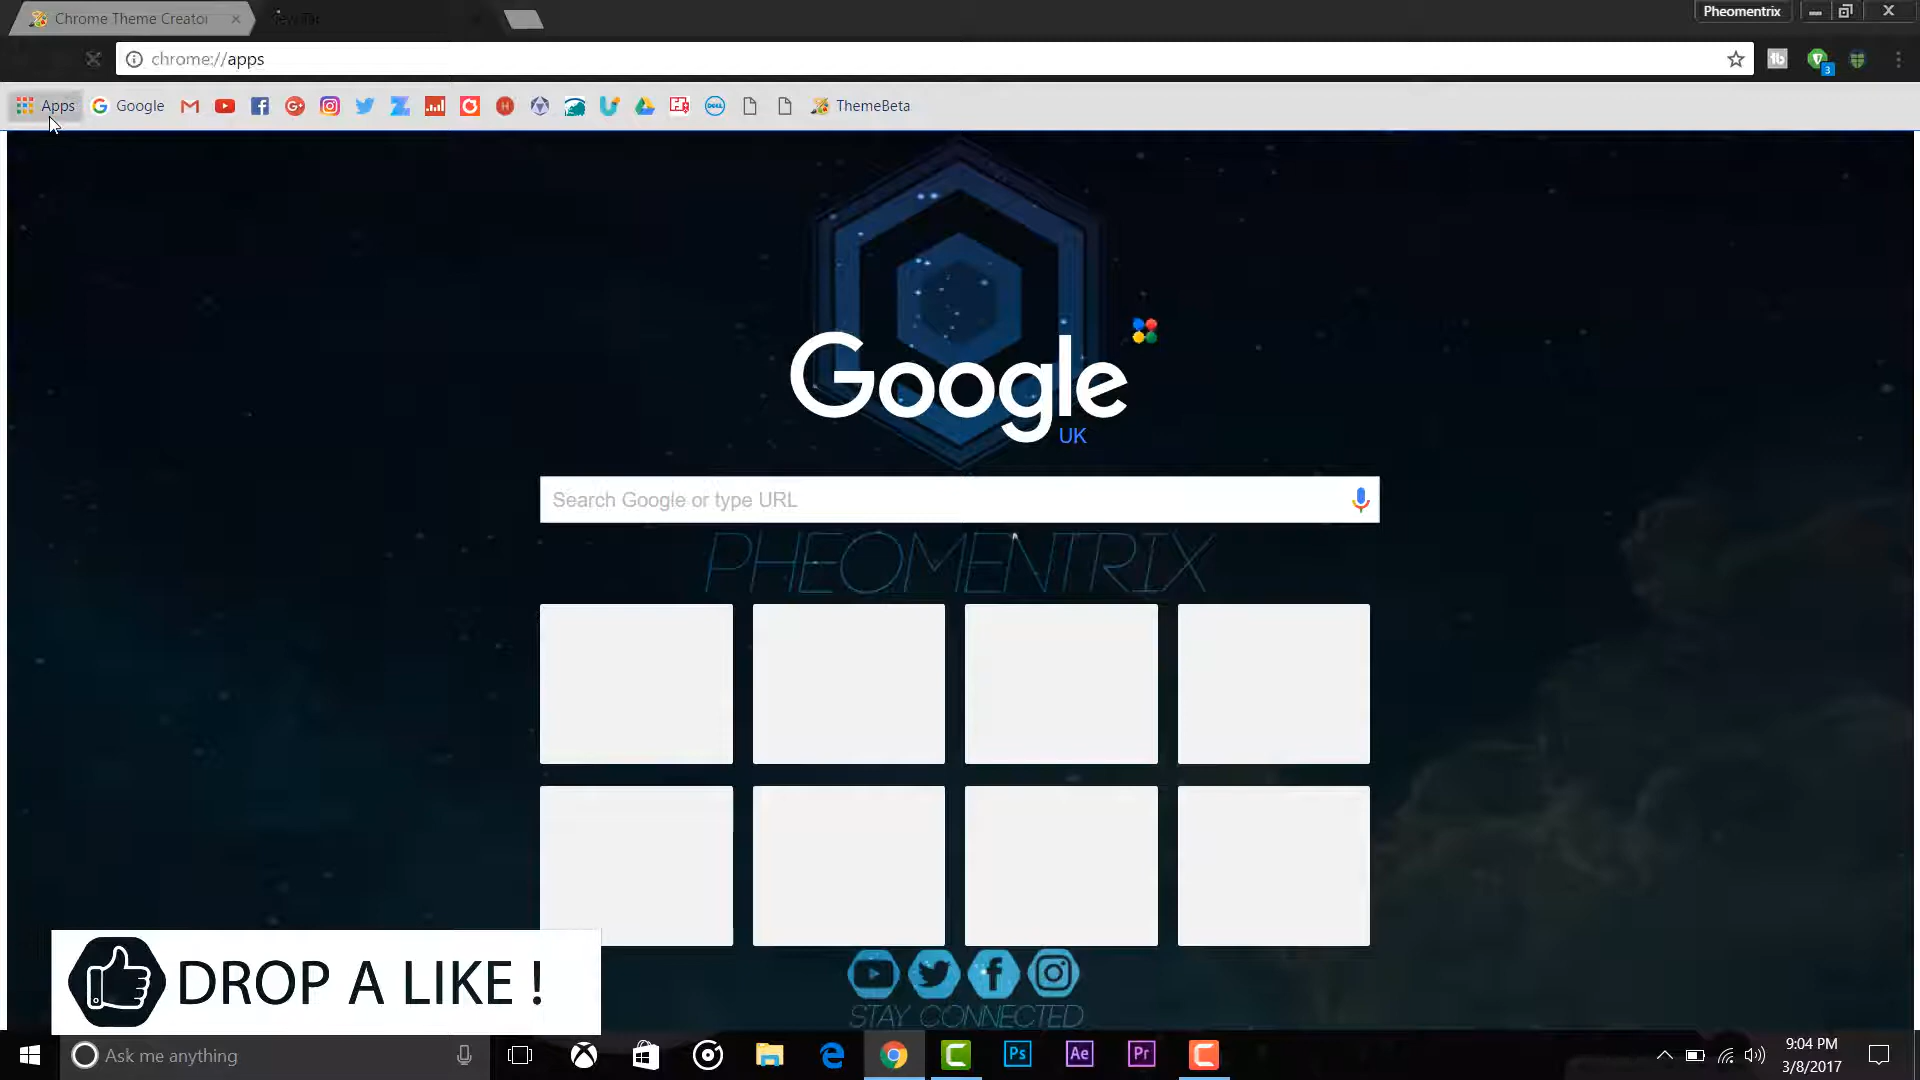 Chrome Theme Creator
Pheomentrix
chrome://apps
3
Apps
Google
ThemeBeta
Google
UK
Search Google or type URL
PHEOMENTRIX
DROP A LIKE !
STAY CONNECTED
Ask me anything
Ps
Ae
Pr
9:04 PM
3/8/2017